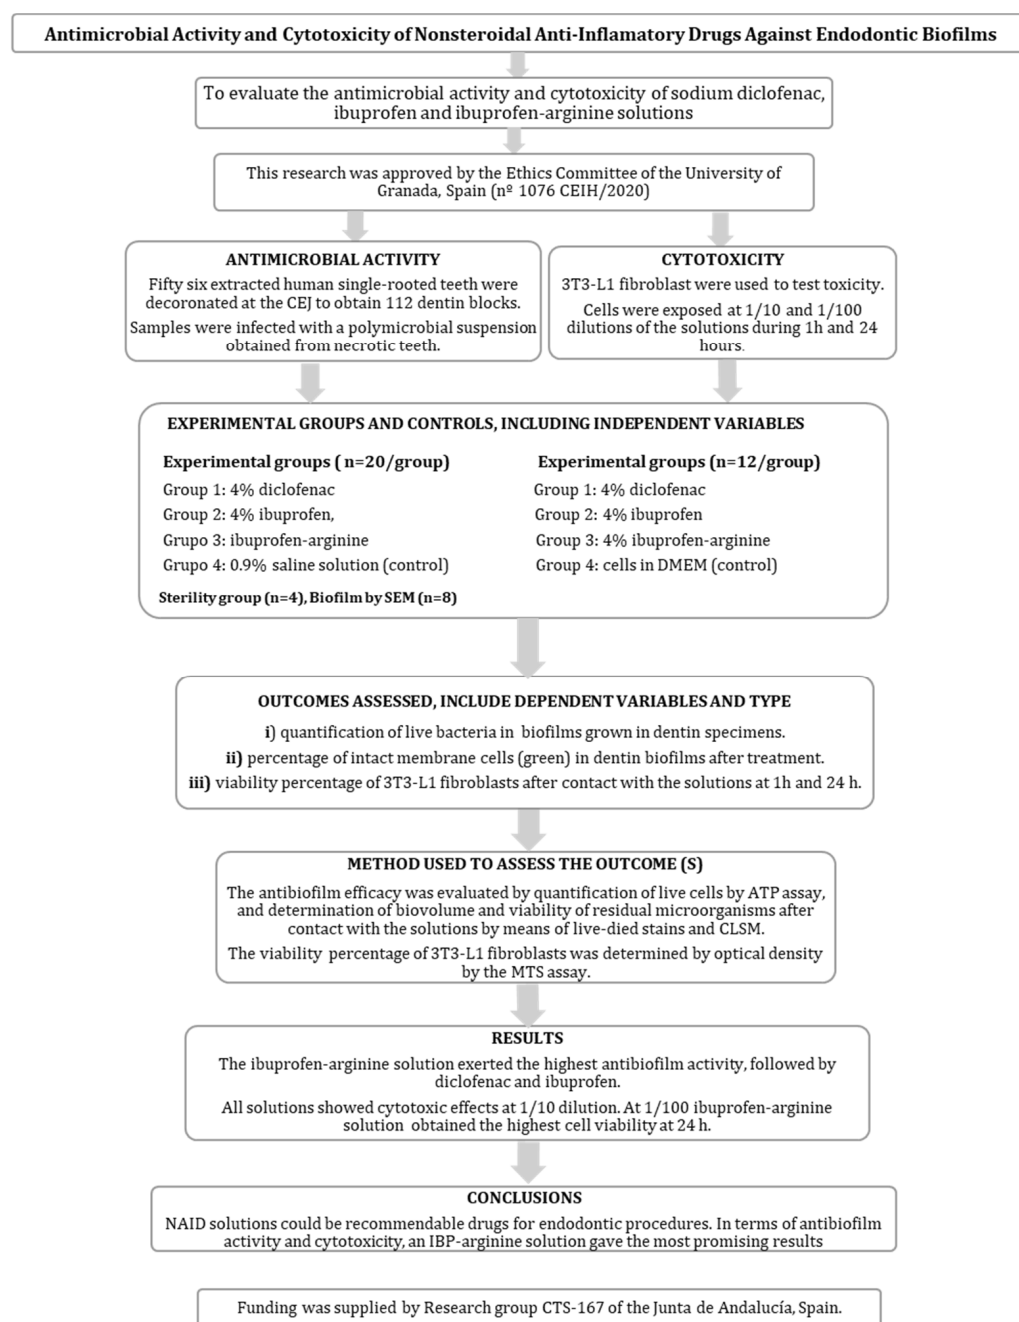 Antimicrobial Activity and Cytotoxicity of Nonsteroidal Anti-Inflamatory Drugs Against Endodontic Biofilms
To evaluate the antimicrobial activity and cytotoxicity of sodium diclofenac,
ibuprofen and ibuprofen-arginine solutions
This research was approved by the Ethics Committee of the University of
Granada, Spain (nº 1076 CEIH/2020)
ANTIMICROBIAL ACTIVITY
Fifty six extracted human single-rooted teeth were
decoronated at the CEJ to obtain 112 dentin blocks.
Samples were infected with a polymicrobial suspension
obtained from necrotic teeth.
CYTOTOXICITY
3T3-L1 fibroblast were used to test toxicity.
Cells were exposed at 1/10 and 1/100
dilutions of the solutions during 1h and 24
hours.
EXPERIMENTAL GROUPS AND CONTROLS, INCLUDING INDEPENDENT VARIABLES
Experimental groups ( n=20/group)
Group 1: 4% diclofenac
Group 2: 4% ibuprofen,
Grupo 3: ibuprofen-arginine
Grupo 4: 0.9% saline solution (control)
Sterility group (n=4), Biofilm by SEM (n=8)
Experimental groups (n=12/group)
Group 1: 4% diclofenac
Group 2: 4% ibuprofen
Group 3: 4% ibuprofen-arginine
Group 4: cells in DMEM (control)
OUTCOMES ASSESSED, INCLUDE DEPENDENT VARIABLES AND TYPE
i) quantification of live bacteria in biofilms grown in dentin specimens.
ii) percentage of intact membrane cells (green) in dentin biofilms after treatment.
iii) viability percentage of 3T3-L1 fibroblasts after contact with the solutions at 1h and 24 h.
METHOD USED TO ASSESS THE OUTCOME (S)
The antibiofilm efficacy was evaluated by quantification of live cells by ATP assay,
and determination of biovolume and viability of residual microorganisms after
contact with the solutions by means of live-died stains and CLSM.
The viability percentage of 3T3-L1 fibroblasts was determined by optical density
by the MTS assay.
RESULTS
The ibuprofen-arginine solution exerted the highest antibiofilm activity, followed by
diclofenac and ibuprofen.
All solutions showed cytotoxic effects at 1/10 dilution. At 1/100 ibuprofen-arginine
solution obtained the highest cell viability at 24 h.
CONCLUSIONS
NAID solutions could be recommendable drugs for endodontic procedures. In terms of antibiofilm
activity and cytotoxicity, an IBP-arginine solution gave the most promising results
Funding was supplied by Research group CTS-167 of the Junta de Andalucía, Spain.